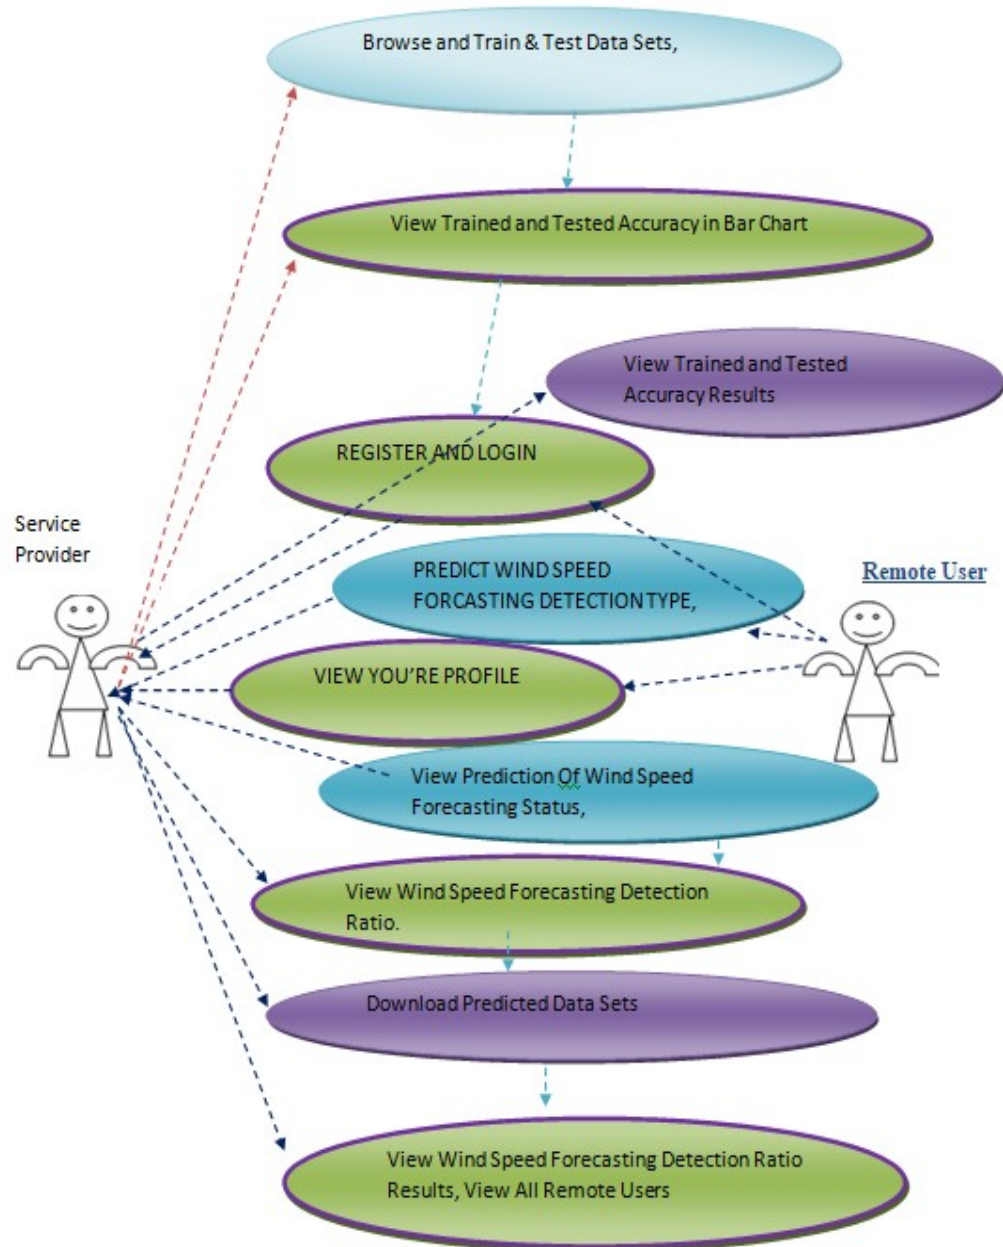 Browse and Train & Test Data Sets,
View Trained and Tested Accuracy in Bar Chart
View Trained and Tested
Accuracy Results
REGISTER AND LOGIN
Service
Provider
PREDICT WIND SPEED
FORCASTING DETECTION TYPE,
Remote User
VIEW YOU'RE PROFILE
View Prediction Of Wind Speed
Forecasting Status,
View Wind Speed Forecasting Detection
Ratio.
Download Predicted Data Sets
View Wind Speed Forecasting Detection Ratio
Results, View All Remote Users